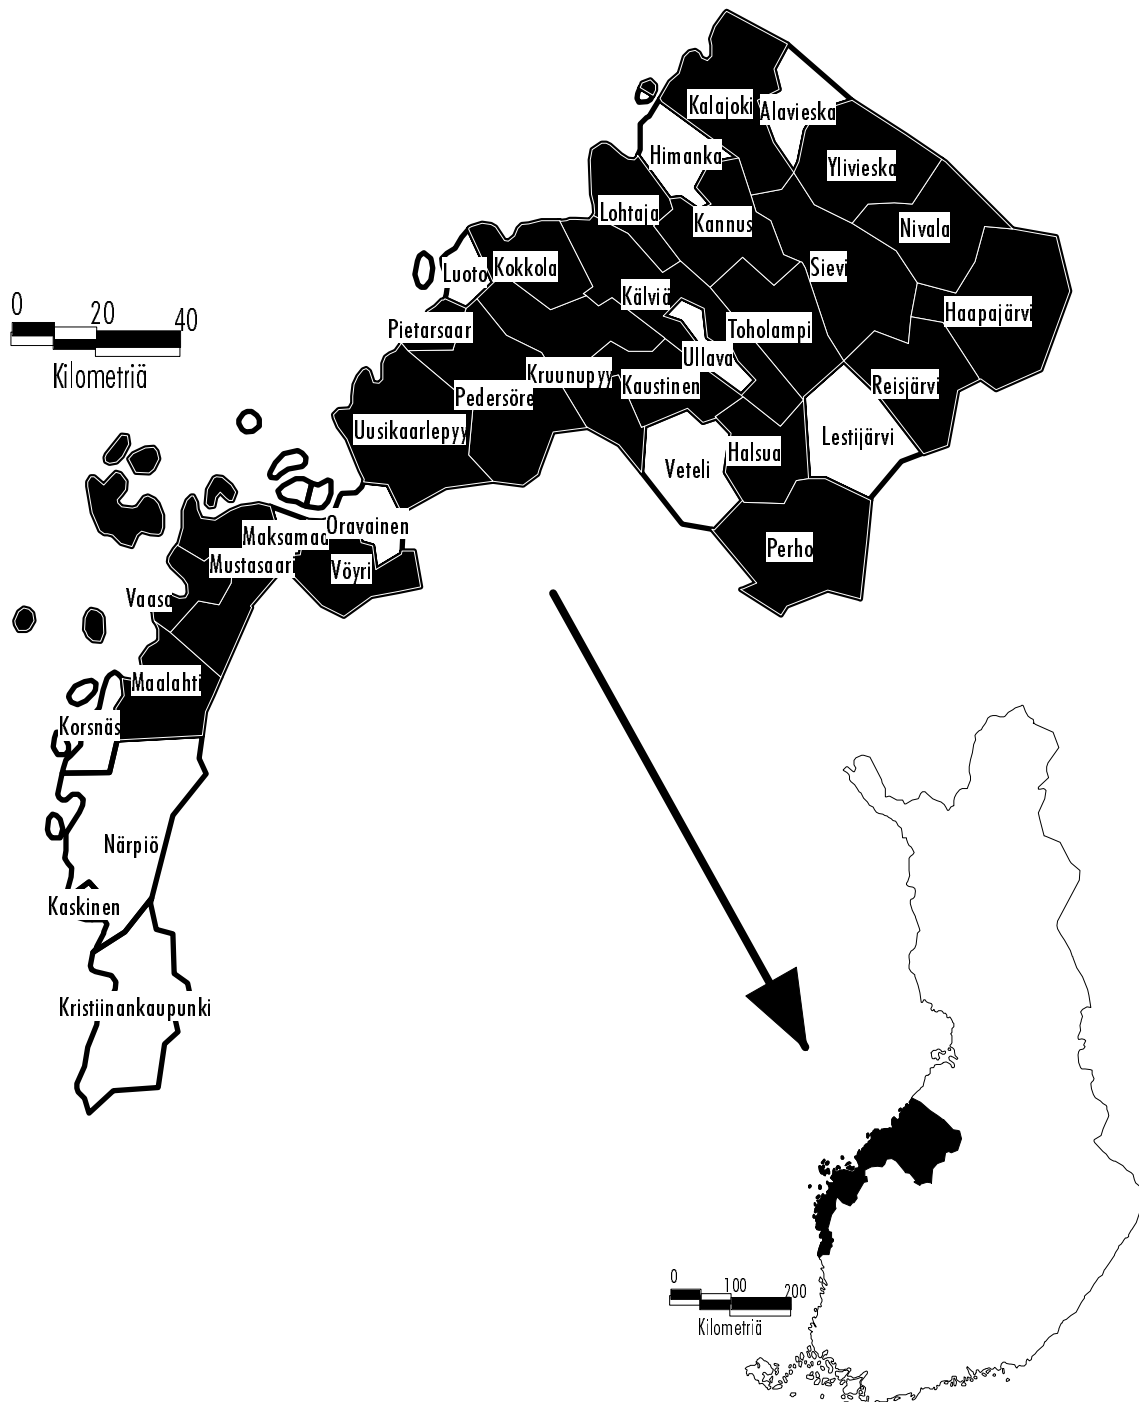 Kalajoki
Alavieska
Himanka
Ylivieska
Lohtaja
Kannus
Nivala
Luoto
Kokkola
Sievi
Kälviä
Haapajärvi
Pietarsaar
Toholampi
Ullava
Kruunupyy
Kaustinen
Reisjärvi
Pedersöre
Uusikaarlepyy
Lestijärvi
Halsua
Veteli
Oravainen
Maksamaa
Perho
Mustasaari
Vöyri
Vaasa
Maalahti
Korsnäs
Närpiö
Kaskinen
Kristiinankaupunki
0 20 40
Kilometriä
0 100 200
Kilometriä